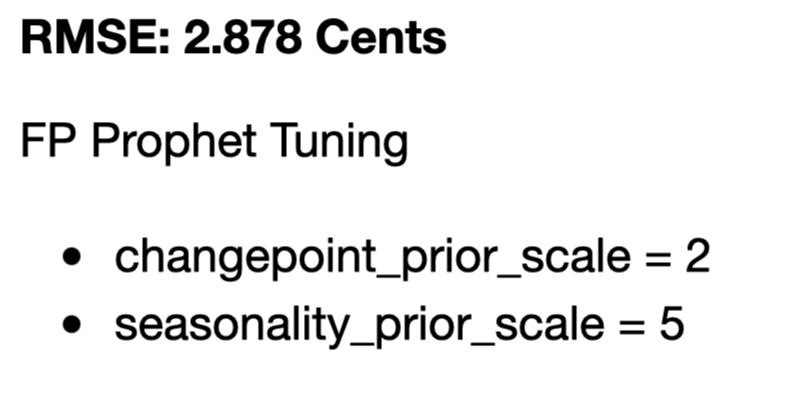 RMSE: 2.878 Cents
FP Prophet Tuning
• changepoint_prior_scale = 2
• seasonality_prior_scale = 5